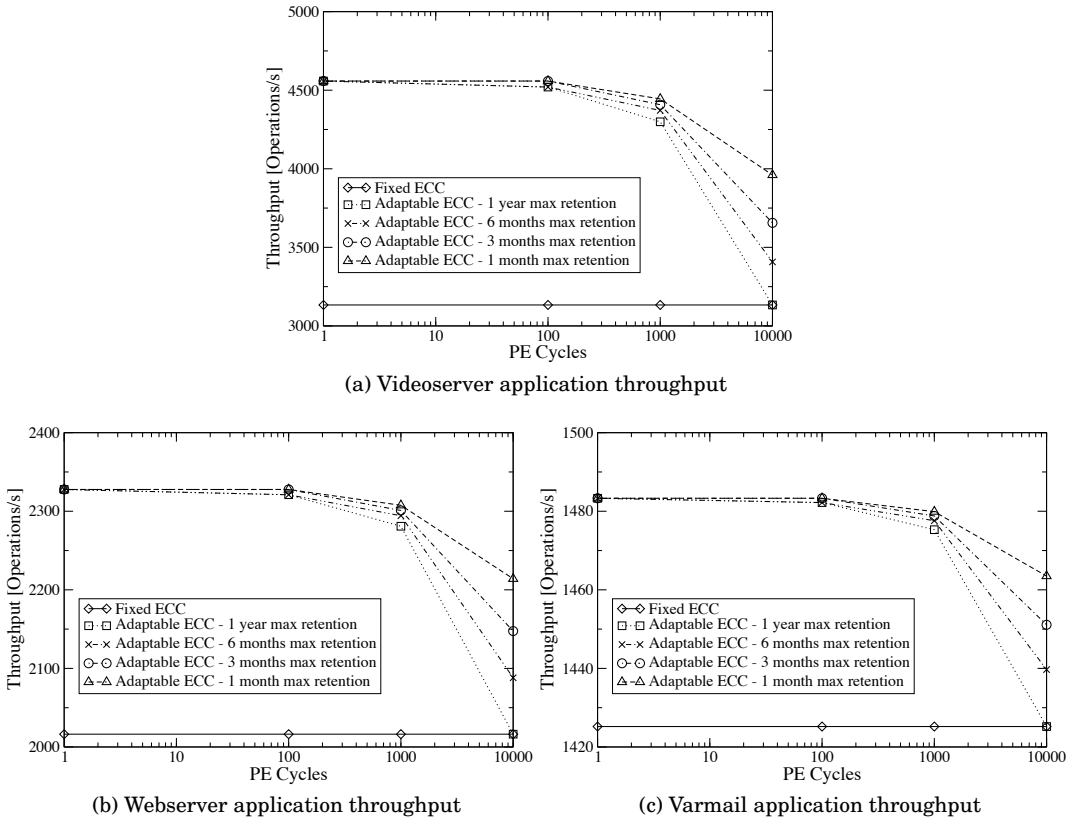 5000
4500
4000
3500
3000
Throughput [Operations/s]
Fixed ECC
Adaptable ECC - 1 year max retention
Adaptable ECC - 6 months max retention
Adaptable ECC - 3 months max retention
Adaptable ECC - 1 month max retention
1 10 100 1000 10000
PE Cycles
(a) Videoserver application throughput
2400
2300
2200
2100
2000
Throughput [Operations/s]
Fixed ECC
Adaptable ECC - 1 year max retention
Adaptable ECC - 6 months max retention
Adaptable ECC - 3 months max retention
Adaptable ECC - 1 month max retention
1 10 100 1000 10000
PE Cycles
(b) Webserver application throughput
1500
1480
1460
1440
1420
Throughput [Operations/s]
Fixed ECC
Adaptable ECC - 1 year max retention
Adaptable ECC - 6 months max retention
Adaptable ECC - 3 months max retention
Adaptable ECC - 1 month max retention
1 10 100 1000 10000
PE Cycles
(c) Varmail application throughput